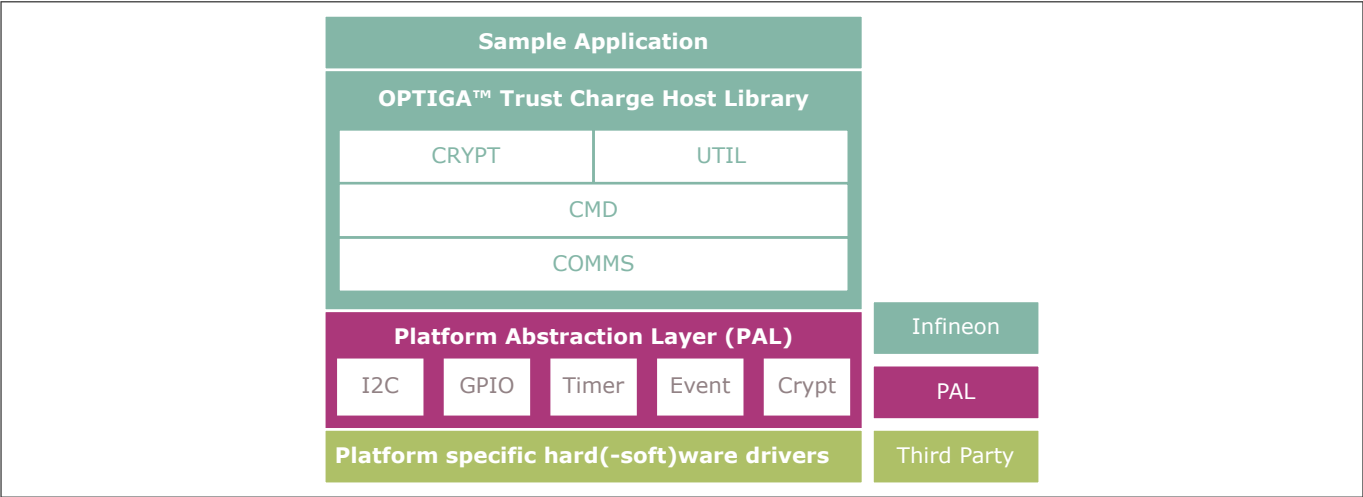 Sample Application
OPTIGA™ Trust Charge Host Library
CRYPT UTIL
CMD
COMMS
Platform Abstraction Layer (PAL)
I2C GPIO Timer Event Crypt
Platform specific hard(-soft)ware drivers
Infineon
PAL
Third Party